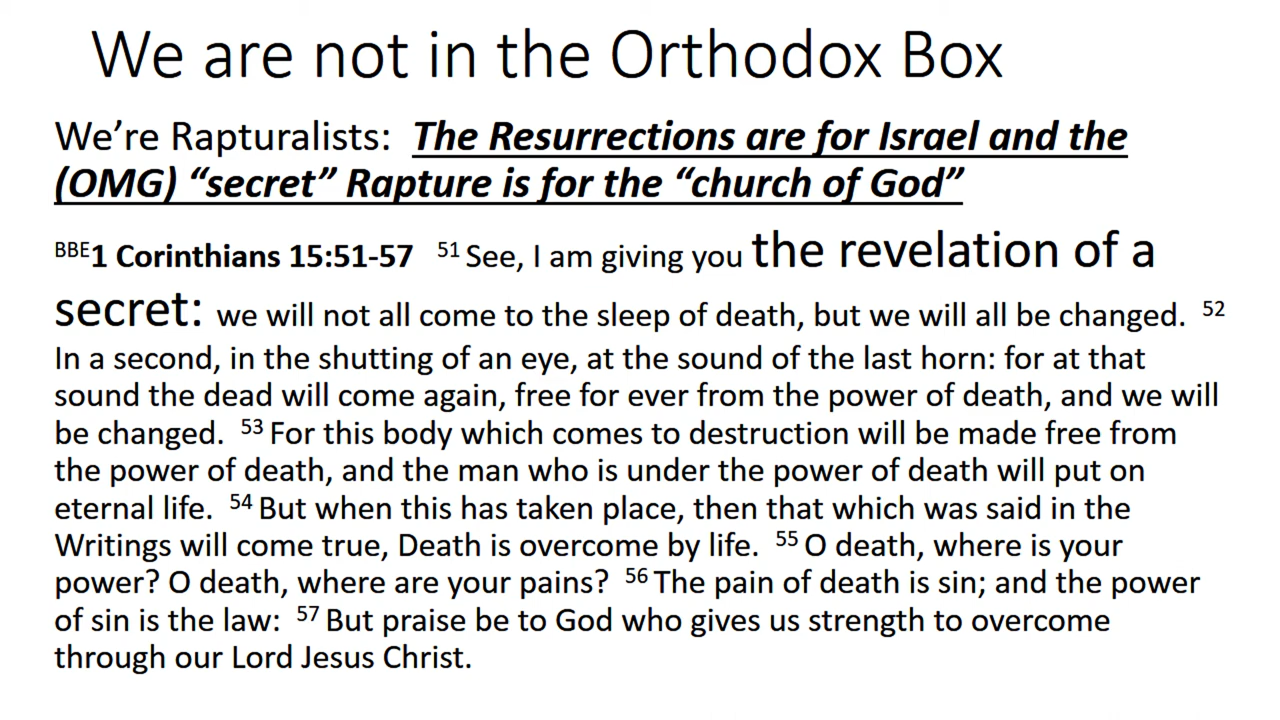 We are not in the Orthodox Box
We’re Rapturalists: The Resurrections are for Israel and the
(OMG) “secret” Rapture is for the “church of God”
BBE1 Corinthians 15:51-57 51 See, I am giving you the revelation of a
secret: we will not all come to the sleep of death, but we will all be changed. 52
In a second, in the shutting of an eye, at the sound of the last horn: for at that
sound the dead will come again, free for ever from the power of death, and we will
be changed. 53 For this body which comes to destruction will be made free from
the power of death, and the man who is under the power of death will put on
eternal life. 54 But when this has taken place, then that which was said in the
Writings will come true, Death is overcome by life. 55 O death, where is your
power? O death, where are your pains? 56 The pain of death is sin; and the power
of sin is the law: 57 But praise be to God who gives us strength to overcome
through our Lord Jesus Christ.